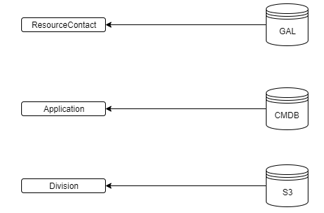 ResourceContact
GAL
Application
CMDB
Division
S3